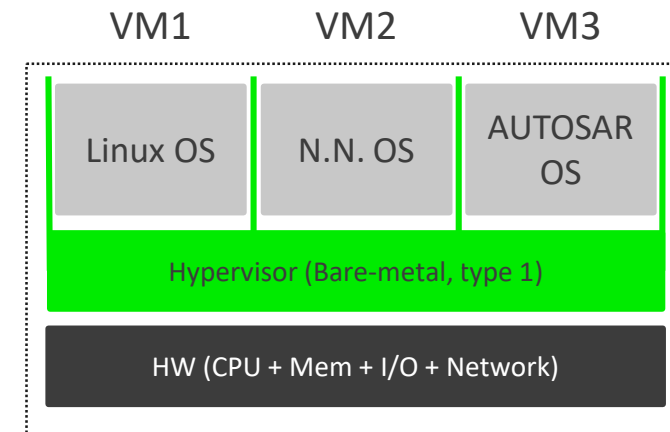 VM1 VM2 VM3
Linux OS N.N. OS AUTOSAR
OS
Hypervisor (Bare-metal, type 1)
HW (CPU + Mem + I/O + Network)